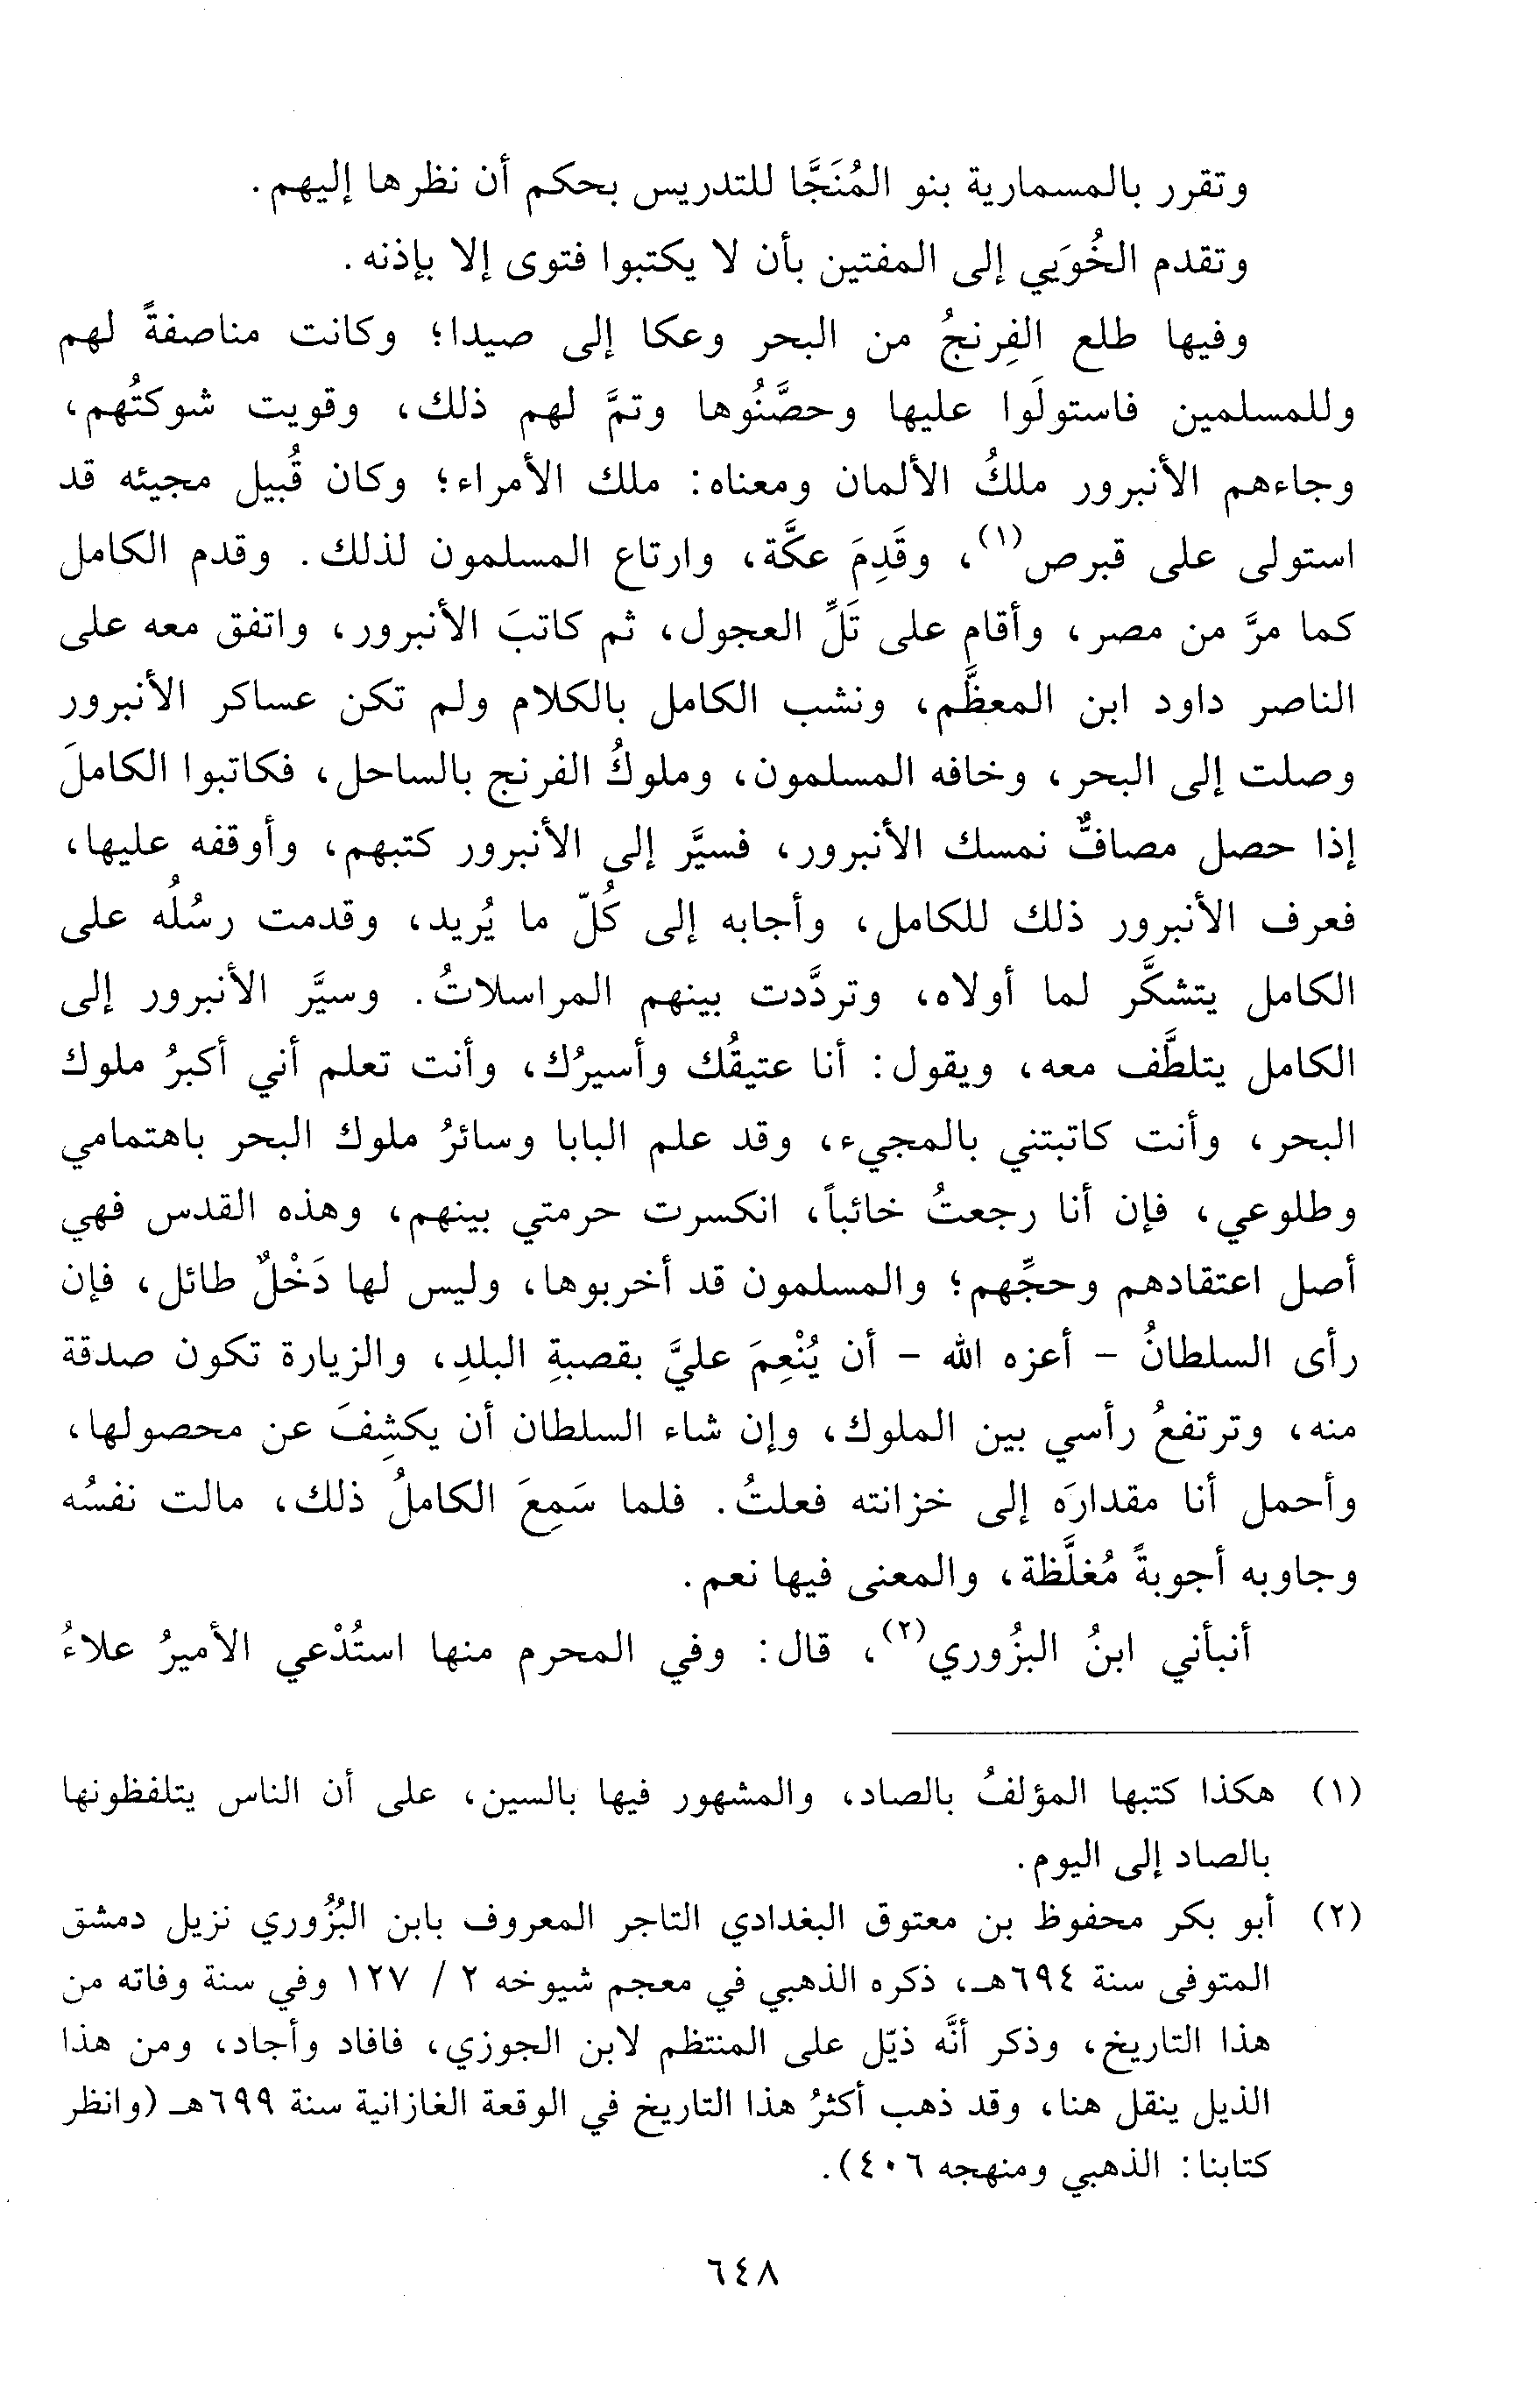 وتقرر بالمسمارية بنو المُنَجَّا للتدريس بحكم أن نظرها إليهم.
وتقدم الخُوَيي إلى المفتين بأن لا يكتبوا فتوى إلا بإذنه.
وفيها طلع الفِرنجُ من البحر وعكا إلى صيدا؛ وكانت مناصفةً لهم
وللمسلمين فاستولَوا عليها وحصَّنُوها وتمَّ لهم ذلك، وقويت شوكتُهم،
وجاءهم الأنبرور ملكُ الألمان ومعناه: ملك الأمراء؛ وكان قُبيل مجيئه قد
استولى على قبرص(١)، وقَدِمَ عكَّة، وارتاع المسلمون لذلك. وقدم الكامل
كما مرَّ من مصر، وأقام على تَلِّ العجول، ثم كاتبَ الأنبرور، واتفق معه على
الناصر داود ابن المعظَّم، ونشب الكامل بالكلام ولم تكن عساكر الأنبرور
وصلت إلى البحر، وخافه المسلمون، وملوكُ الفرنج بالساحل، فكاتبوا الكاملَ
إذا حصل مصافٌّ نمسك الأنبرور، فسيَّر إلى الأنبرور كتبهم، وأوقفه عليها،
فعرف الأنبرور ذلك للكامل، وأجابه إلى كُلّ ما يُريد، وقدمت رسُلُه على
الكامل يتشكَّر لما أولاه، وتردَّدت بينهم المراسلاتُ. وسيَّر الأنبرور إلى
الكامل يتلطَّف معه، ويقول: أنا عتيقُك وأسيرُك، وأنت تعلم أني أكبرُ ملوك
البحر، وأنت كاتبتني بالمجيء، وقد علم البابا وسائرُ ملوك البحر باهتمامي
وطلوعي، فإن أنا رجعتُ خائباً، انكسرت حرمتي بينهم، وهذه القدس فهي
أصل اعتقادهم وحجِّهم؛ والمسلمون قد أخربوها، وليس لها دَخْلٌ طائل، فإن
رأى السلطانُ - أعزه الله - أن يُنْعِمَ عليَّ بقصبةِ البلدِ، والزيارة تكون صدقة
منه، وترتفعُ رأسي بين الملوك، وإن شاء السلطان أن يكشِفَ عن محصولها،
وأحمل أنا مقدارَه إلى خزانته فعلتُ. فلما سَمِعَ الكاملُ ذلك، مالت نفسُه
وجاوبه أجوبةً مُغلَّظة، والمعنى فيها نعم.
أنبأني ابنُ البزُوري(٢)، قال: وفي المحرم منها استُدْعي الأميرُ علاءُ
(١) هكذا كتبها المؤلفُ بالصاد، والمشهور فيها بالسين، على أن الناس يتلفظونها
بالصاد إلى اليوم.
(٢) أبو بكر محفوظ بن معتوق البغدادي التاجر المعروف بابن البُزُوري نزيل دمشق
المتوفى سنة ٦٩٤هـ، ذكره الذهبي في معجم شيوخه ٢ / ١٢٧ وفي سنة وفاته من
هذا التاريخ، وذكر أنَّه ذيّل على المنتظم لابن الجوزي، فافاد وأجاد، ومن هذا
الذيل ينقل هنا، وقد ذهب أكثرُ هذا التاريخ في الوقعة الغازانية سنة ٦٩٩هـ (وانظر
كتابنا: الذهبي ومنهجه ٤٠٦).
٦٤٨